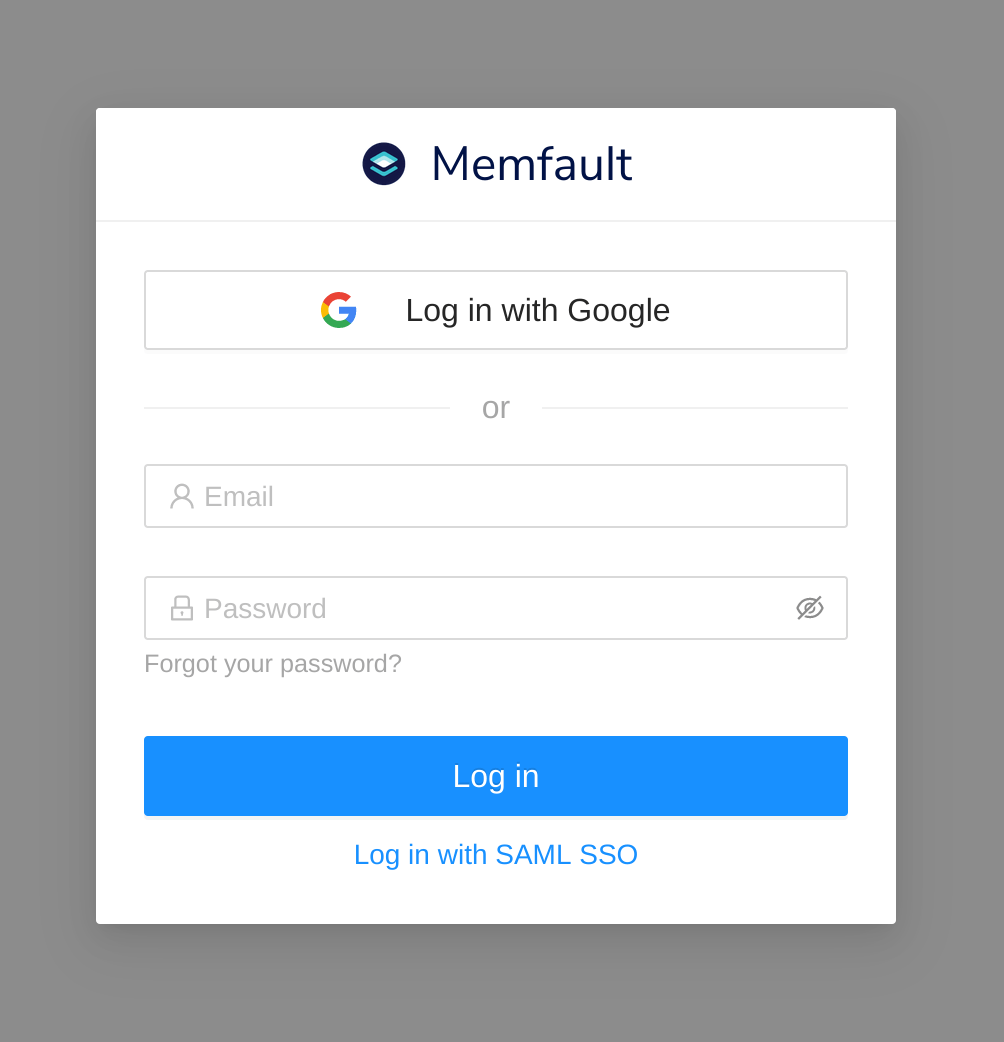 Memfault
Log in with Google
or
Email
Password
Forgot your password?
Log in
Log in with SAML SSO